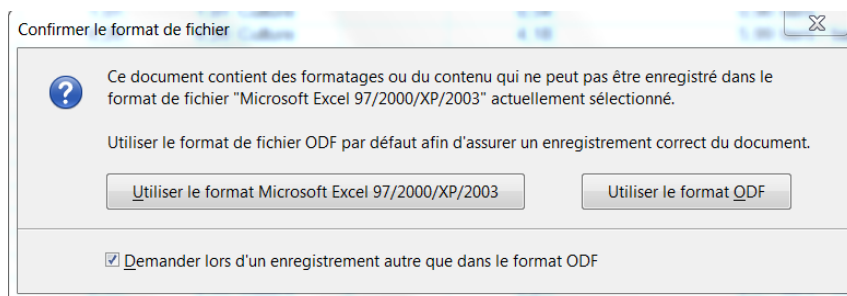 Confirmer le format de fichier
Ce document contient des formatages ou du contenu qui ne peut pas être enregistré dans le
format de fichier "Microsoft Excel 97/2000/XP/2003" actuellement sélectionné.
Utiliser le format de fichier ODF par défaut afin d'assurer un enregistrement correct du document.
Utiliser le format Microsoft Excel 97/2000/XP/2003
Utiliser le format ODF
Demander lors d'un enregistrement autre que dans le format ODF